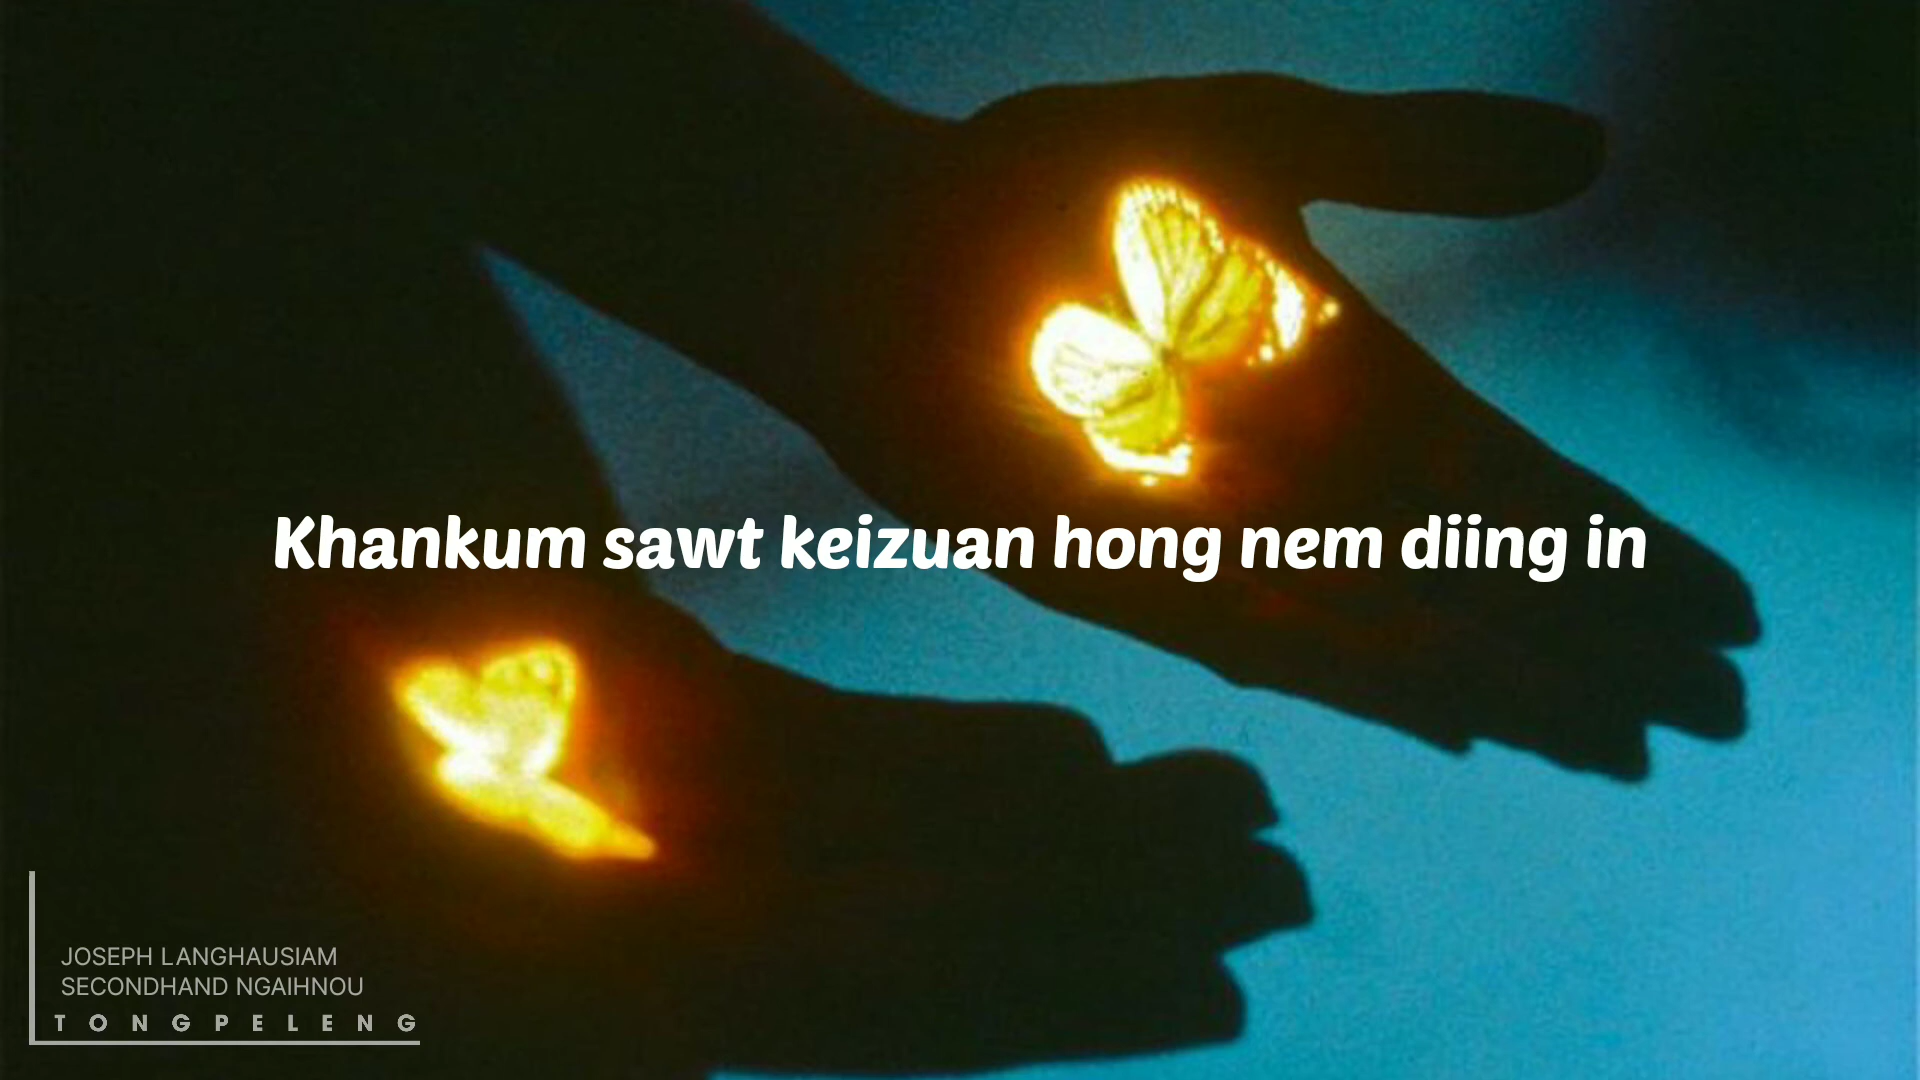 Khankum sawt keizuan hong nem diing in
JOSEPH LANGHAUSIAM
SECONDHAND NGAIHNOU
TONGPELENG